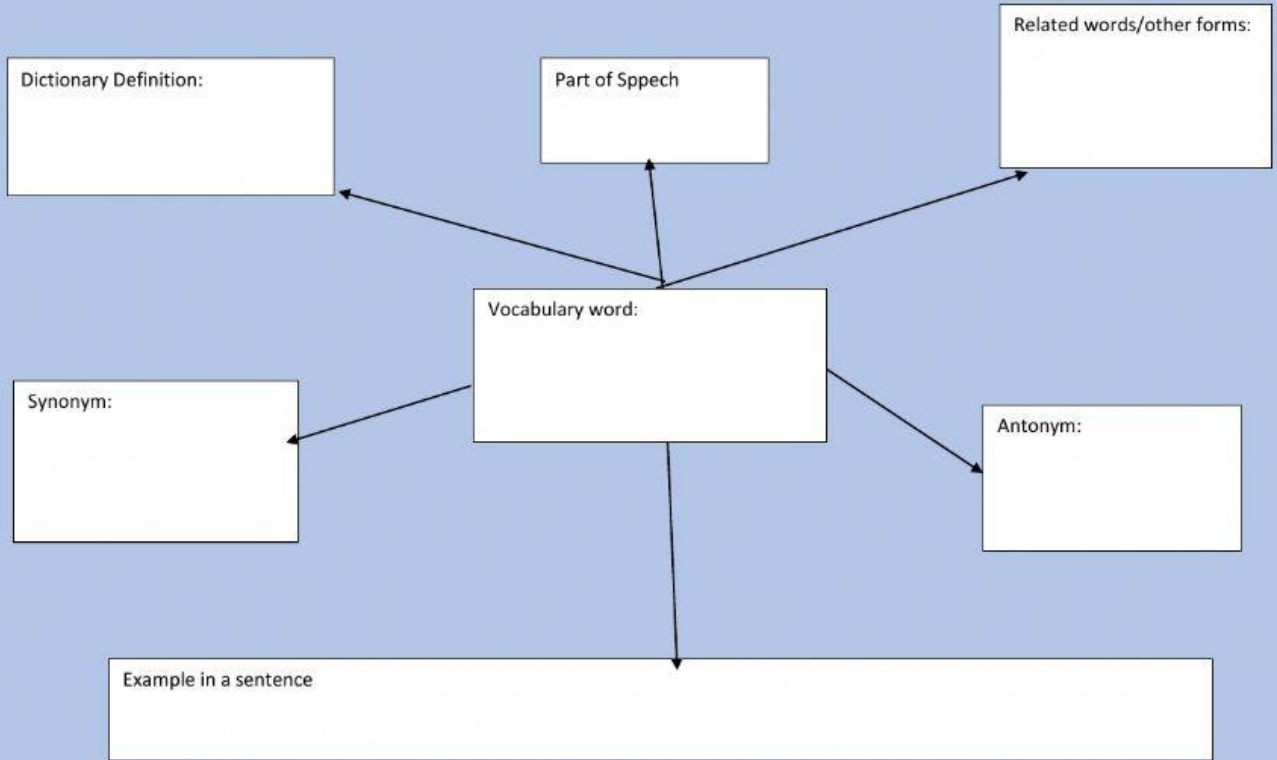 Related words/other forms:
Dictionary Definition:
Part of Sppech
Vocabulary word:
Synonym:
Antonym:
Example in a sentence